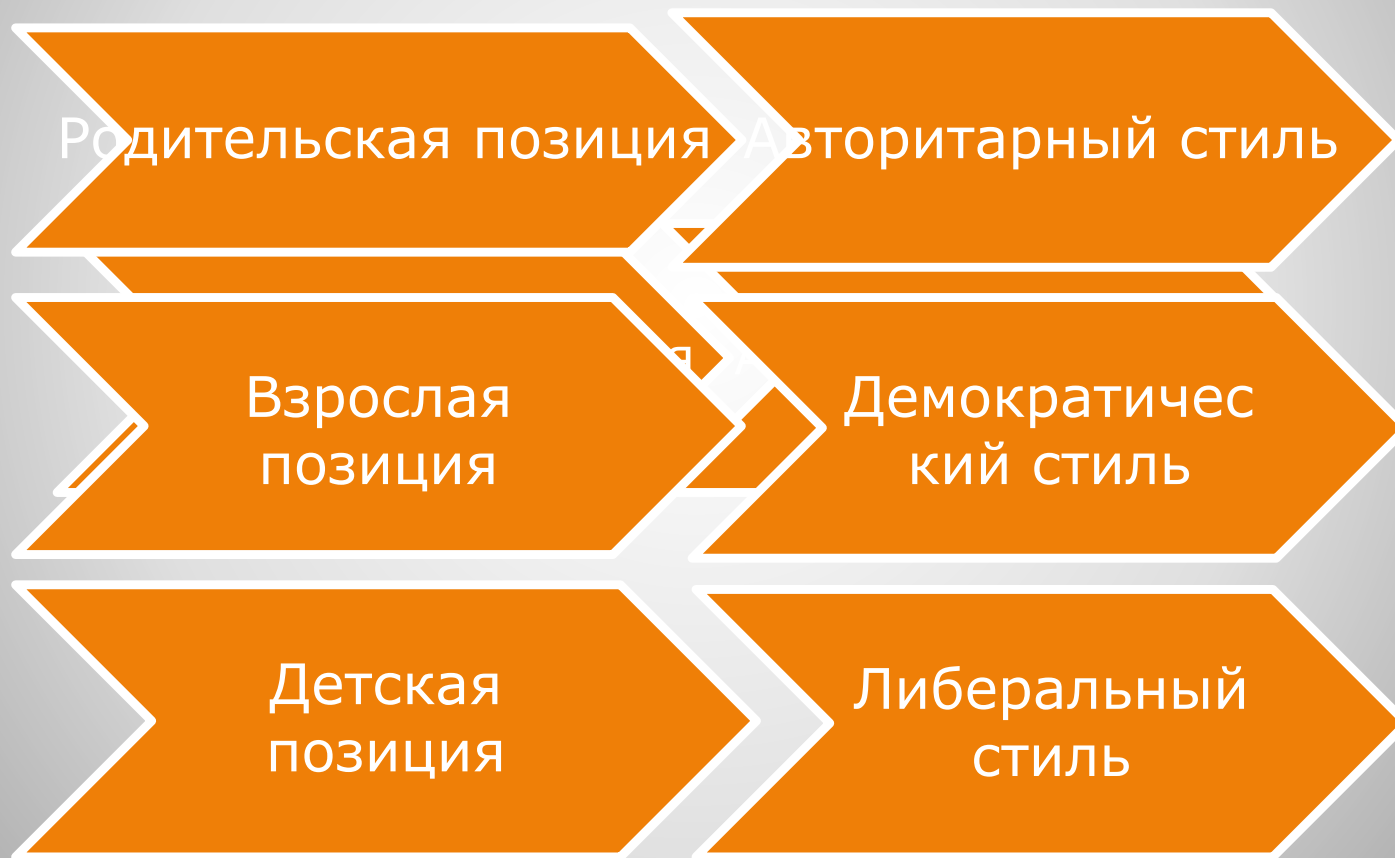 Родительская позиция
Авторитарный стиль
Взрослая
позиция
Демократичес
кий стиль
Детская
позиция
Либеральный
стиль